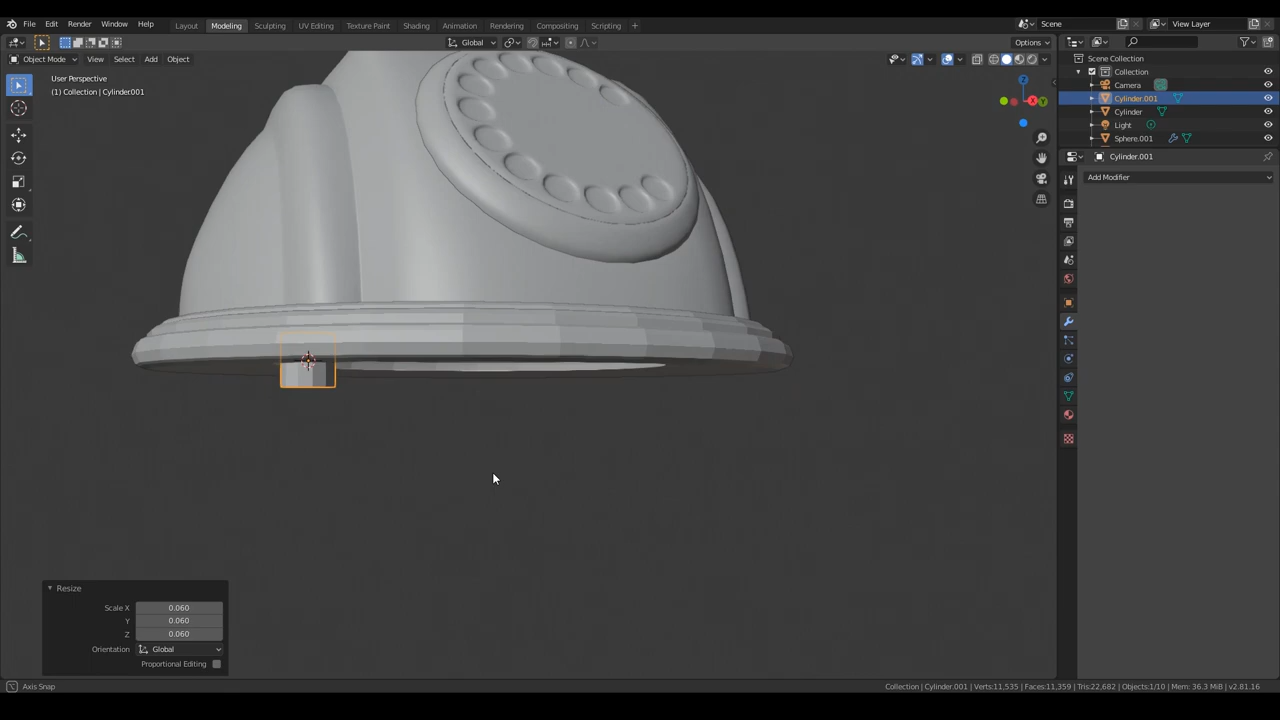 File Edit Render Window Help
Layout Modeling Sculpting UV Editing Texture Paint Shading Animation Rendering Compositing Scripting +
Scene
View Layer
Global
Options
Object Mode View Select Add Object
User Perspective
(1) Collection | Cylinder001
Z
X
Y
Scene Collection
Collection
Camera
Cylinder.001
Cylinder
Light
Sphere.001
Cylinder.001
Add Modifier
Resize
Scale X 0.060
Y 0.060
Z 0.060
Orientation Global
Proportional Editing
Axis Snap
Collection | Cylinder.001 | Verts:11,535 | Faces:11,359 | Tris:22,682 | Objects:1/10 | Mem: 36.3 MiB | v2.81.16